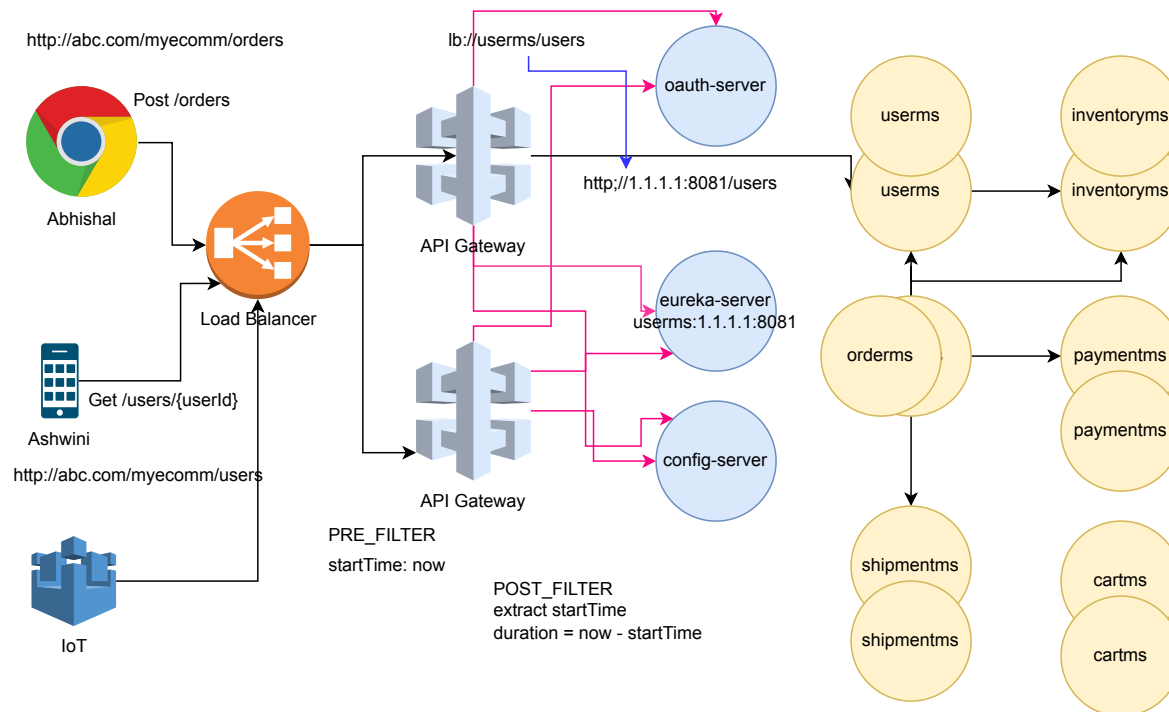 http://abc.com/myecomm/orders
Post /orders
Abhishal
Load Balancer
Get /users/{userId}
Ashwini
http://abc.com/myecomm/users
IoT
lb://userms/users
http;//1.1.1.1:8081/users
API Gateway
API Gateway
PRE_FILTER
startTime: now
POST_FILTER
extract startTime
duration = now - startTime
oauth-server
eureka-server
userms:1.1.1.1:8081
config-server
userms
userms
inventoryms
inventoryms
orderms
paymentms
paymentms
shipmentms
shipmentms
cartms
cartms